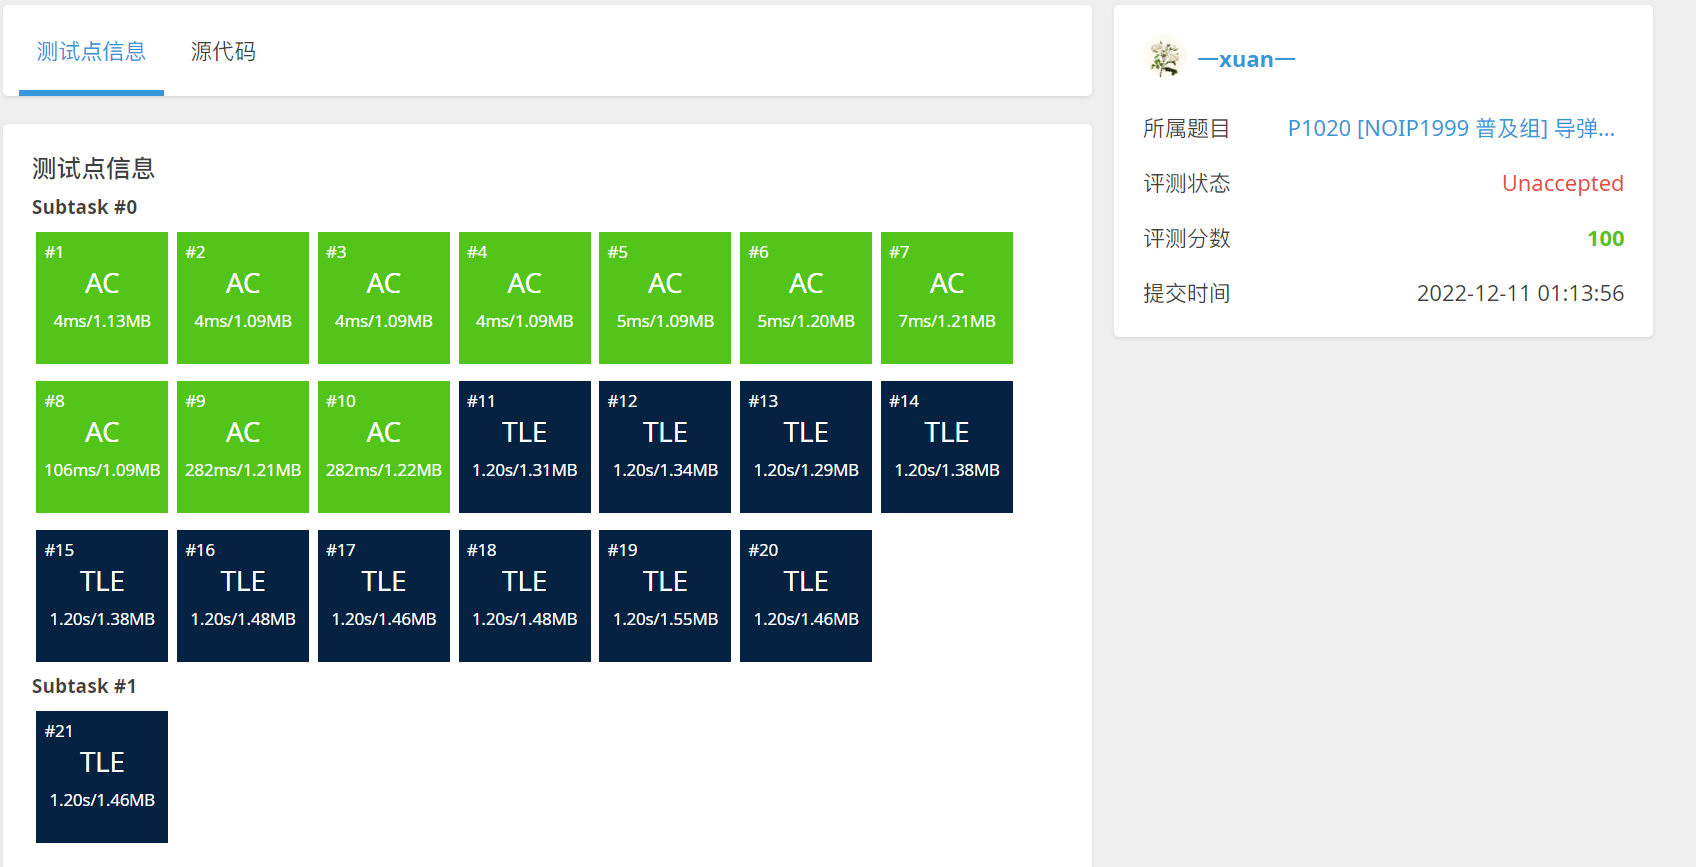 测试点信息 源代码
测试点信息
Subtask #0
#1 #2 #3 #4 #5 #6 #7
AC AC AC AC AC AC AC
4ms/1.13MB 4ms/1.09MB 4ms/1.09MB 4ms/1.09MB 5ms/1.09MB 5ms/1.20MB 7ms/1.21MB
#8 #9 #10 #11 #12 #13 #14
AC AC AC TLE TLE TLE TLE
106ms/1.09MB 282ms/1.21MB 282ms/1.22MB 1.20s/1.31MB 1.20s/1.34MB 1.20s/1.29MB 1.20s/1.38MB
#15 #16 #17 #18 #19 #20
TLE TLE TLE TLE TLE TLE
1.20s/1.38MB 1.20s/1.48MB 1.20s/1.46MB 1.20s/1.48MB 1.20s/1.55MB 1.20s/1.46MB
Subtask #1
#21
TLE
1.20s/1.46MB
一xuan一
所属题目 P1020 [NOIP1999 普及组] 导弹...
评测状态 Unaccepted
评测分数 100
提交时间 2022-12-11 01:13:56